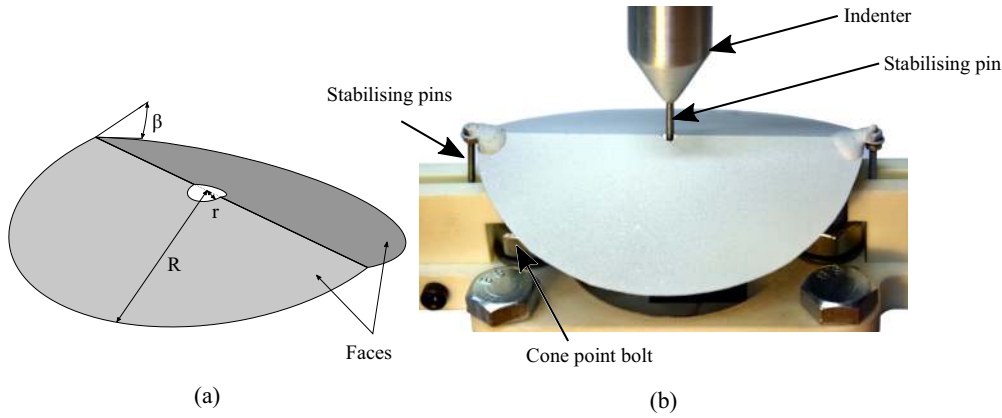 β
r
R
Faces
(a)
Indenter
Stabilising pin
Stabilising pins
Cone point bolt
(b)